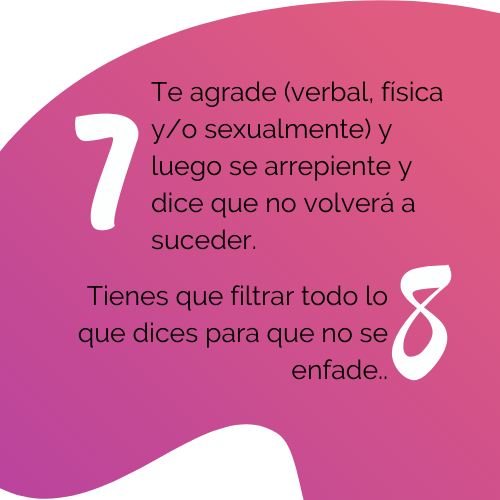 7
Te agrade (verbal, física
y/o sexualmente) y
luego se arrepiente y
dice que no volverá a
suceder.
Tienes que filtrar todo lo
que dices para que no se
enfade..
8